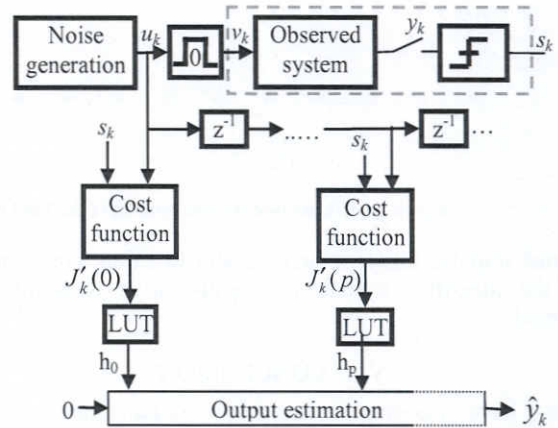 Noise generation
u_k
0
v_k
Observed system
y_k
s_k
s_k
z⁻¹
.....
s_k
z⁻¹
...
Cost function
Cost function
J′_k(0)
J′_k(p)
LUT
LUT
h₀
h_p
0
Output estimation
ŷ_k